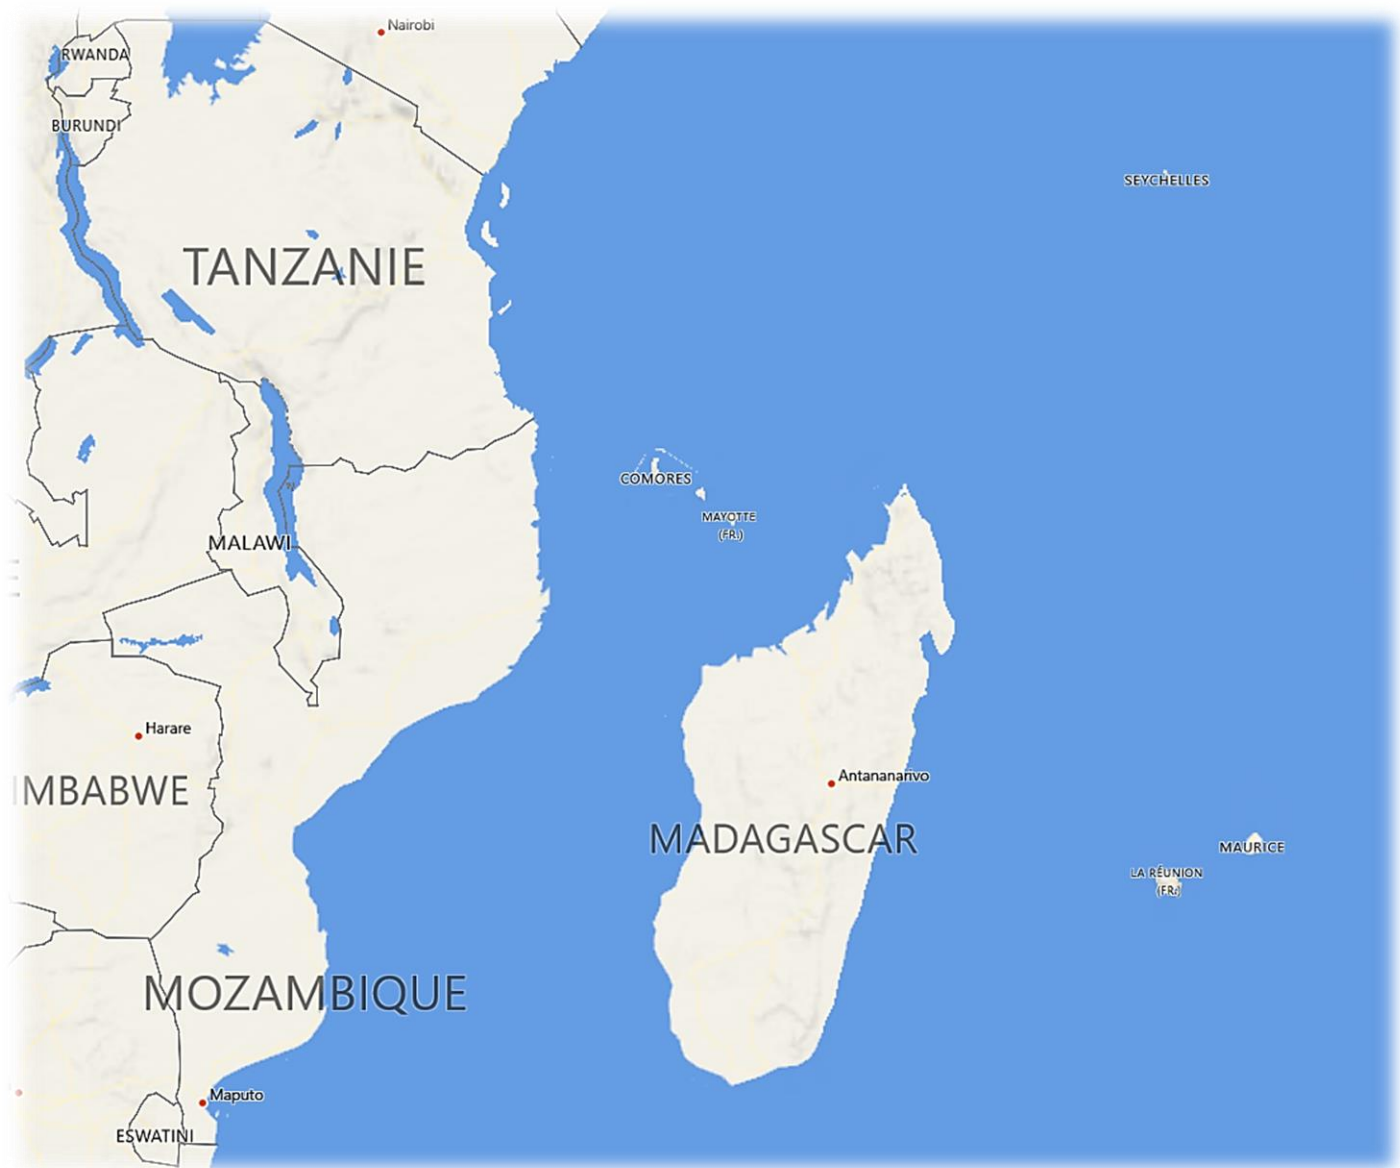 Nairobi
RWANDA
BURUNDI
SEYCHELLES
TANZANIE
COMORES
MAYOTTE
(FR.)
MALAWI
Harare
Antananarivo
IMBABWE
MADAGASCAR
MAURICE
LA RÉUNION
(FR.)
MOZAMBIQUE
Maputo
ESWATINI